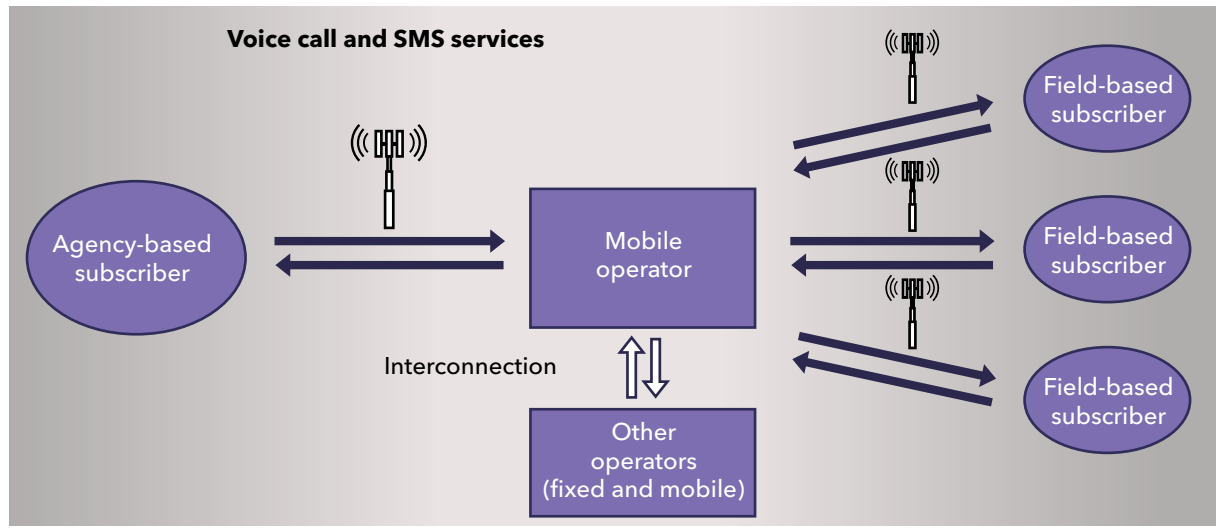 Voice call and SMS services
Agency-based
subscriber
Mobile
operator
Field-based
subscriber
Field-based
subscriber
Field-based
subscriber
Interconnection
Other
operators
(fixed and mobile)